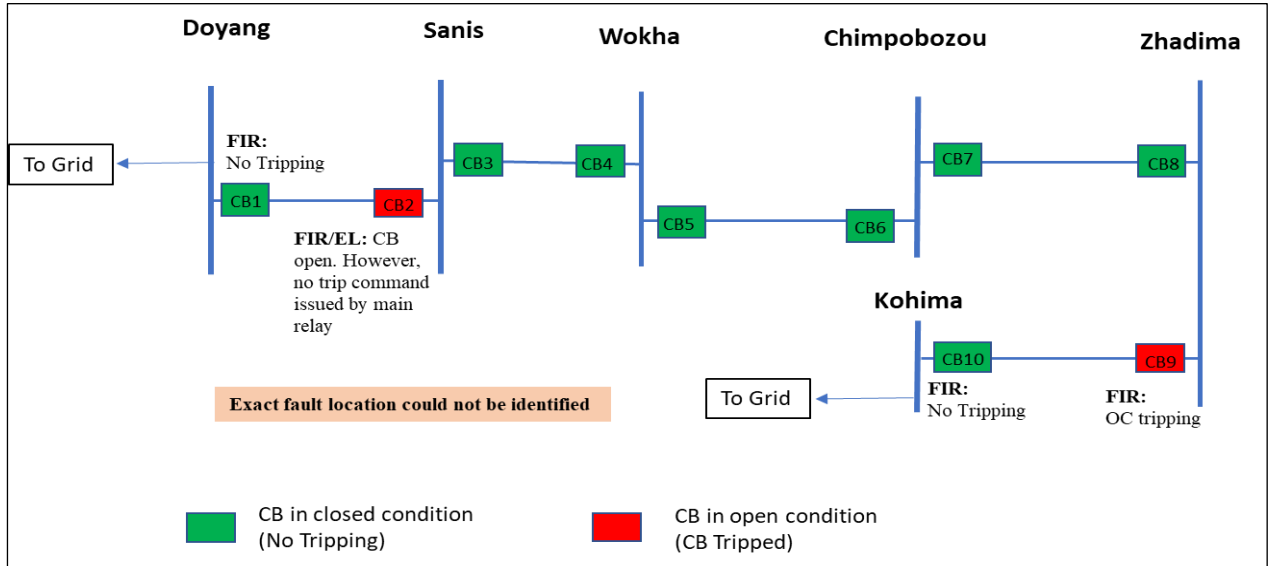 Doyang
Sanis
Wokha
Chimpobozou
Zhadima
To Grid
FIR:
No Tripping
CB1
CB2
FIR/EL: CB
open. However,
no trip command
issued by main
relay
CB3
CB4
CB5
CB6
CB7
CB8
Kohima
To Grid
CB10
FIR:
No Tripping
CB9
FIR:
OC tripping
Exact fault location could not be identified
CB in closed condition
(No Tripping)
CB in open condition
(CB Tripped)